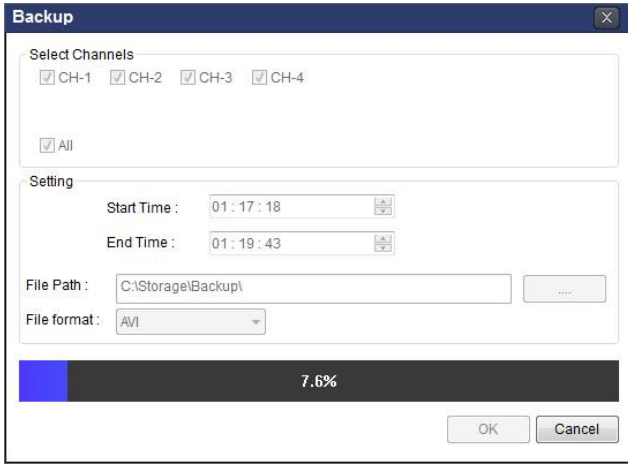 Backup
Select Channels
CH-1 CH-2 CH-3 CH-4
All
Setting
Start Time : 01 : 17 : 18
End Time : 01 : 19 : 43
File Path : C:\Storage\Backup\ ....
File format : AVI
7.6%
OK Cancel